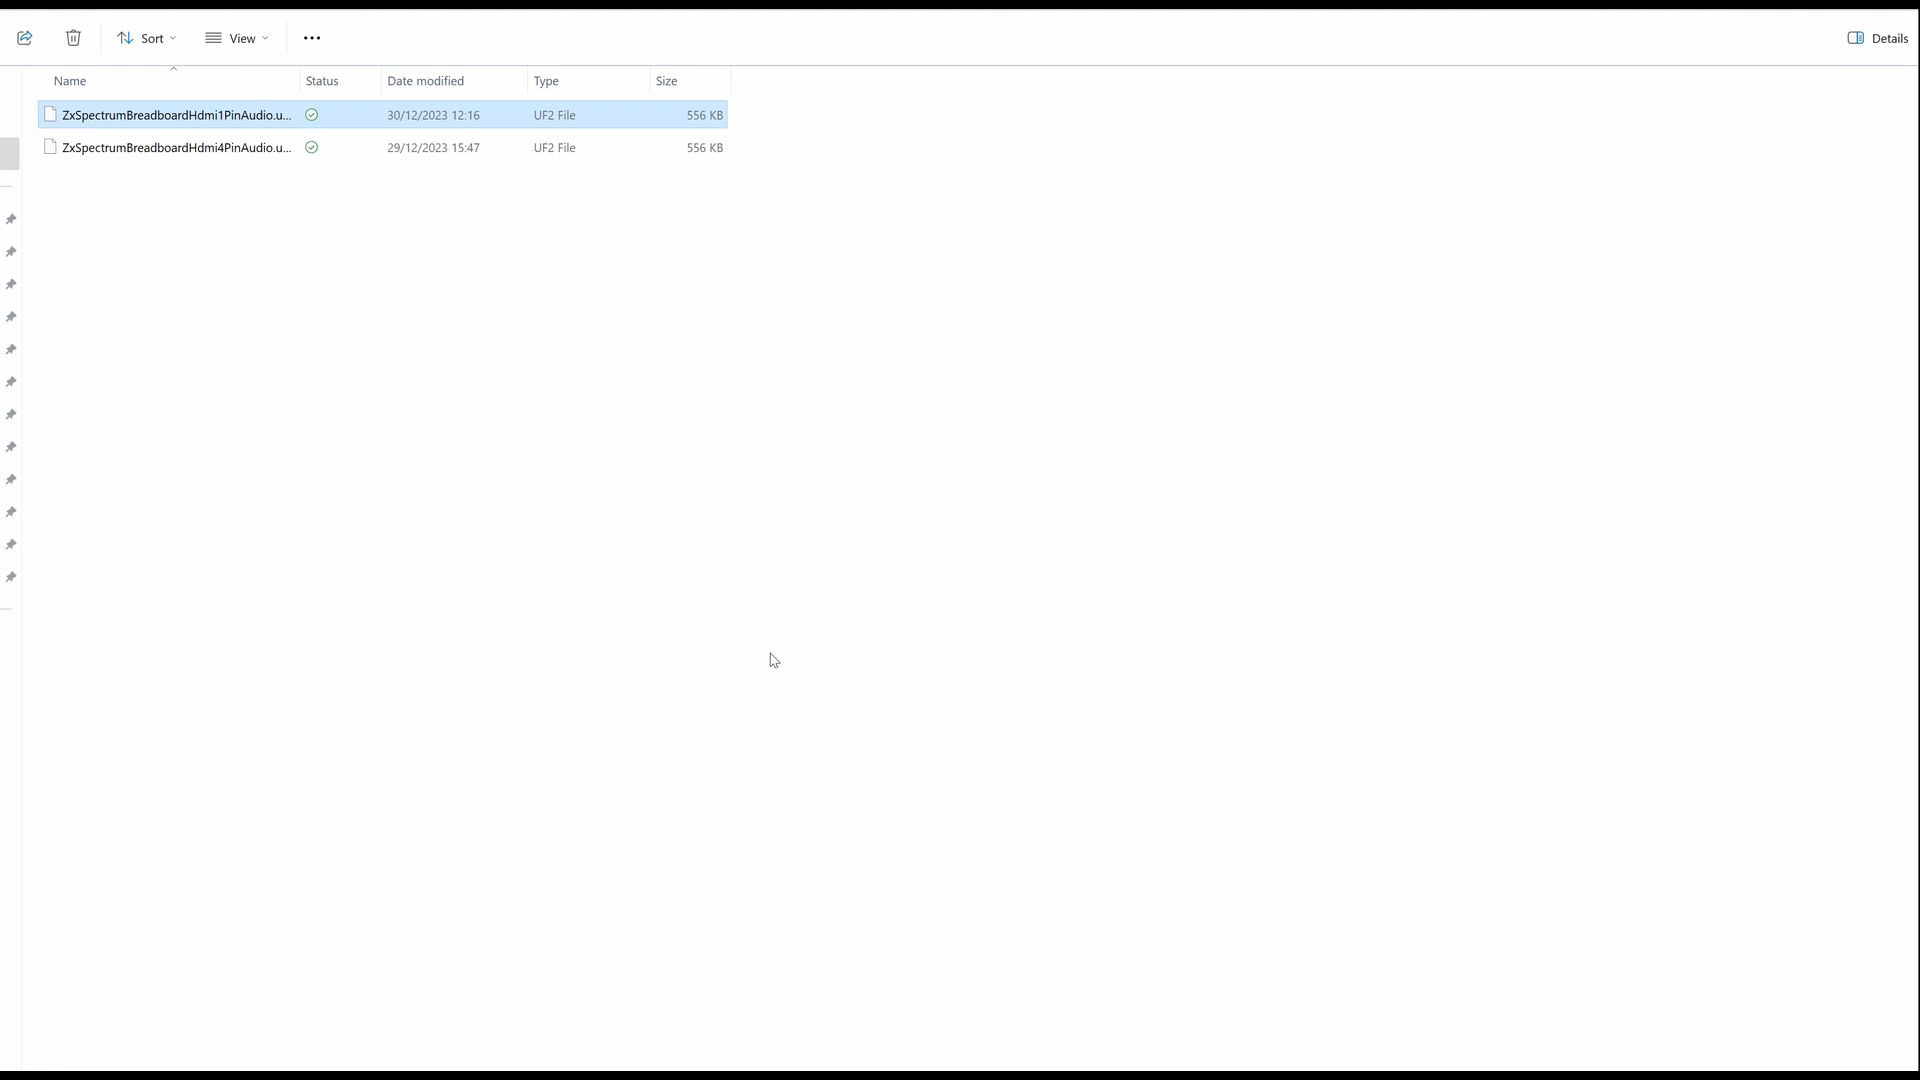 Sort View Details
Name Status Date modified Type Size
ZxSpectrumBreadboardHdmi1PinAudio.u... 30/12/2023 12:16 UF2 File 556 KB
ZxSpectrumBreadboardHdmi4PinAudio.u... 29/12/2023 15:47 UF2 File 556 KB